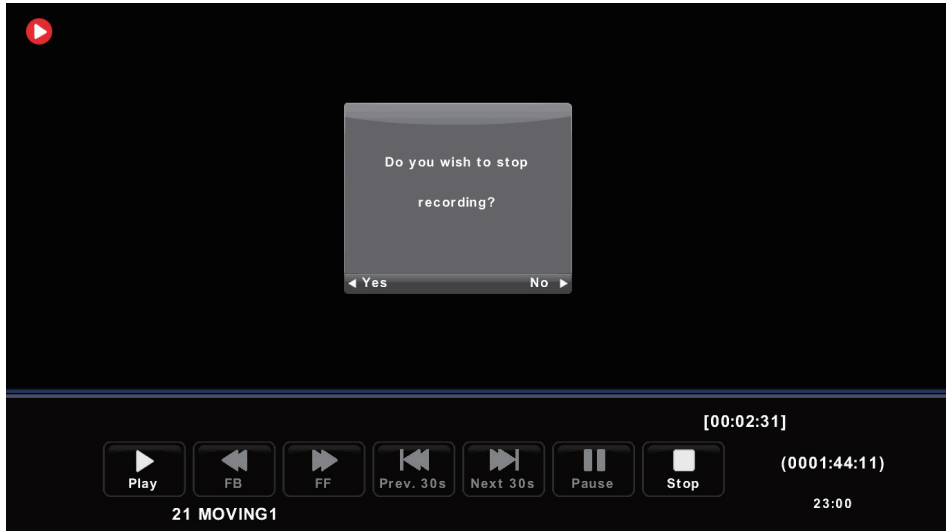 Do you wish to stop
recording?
Yes No
[00:02:31]
Play FB FF Prev. 30s Next 30s Pause Stop
(0001:44:11)
21 MOVING1
23:00